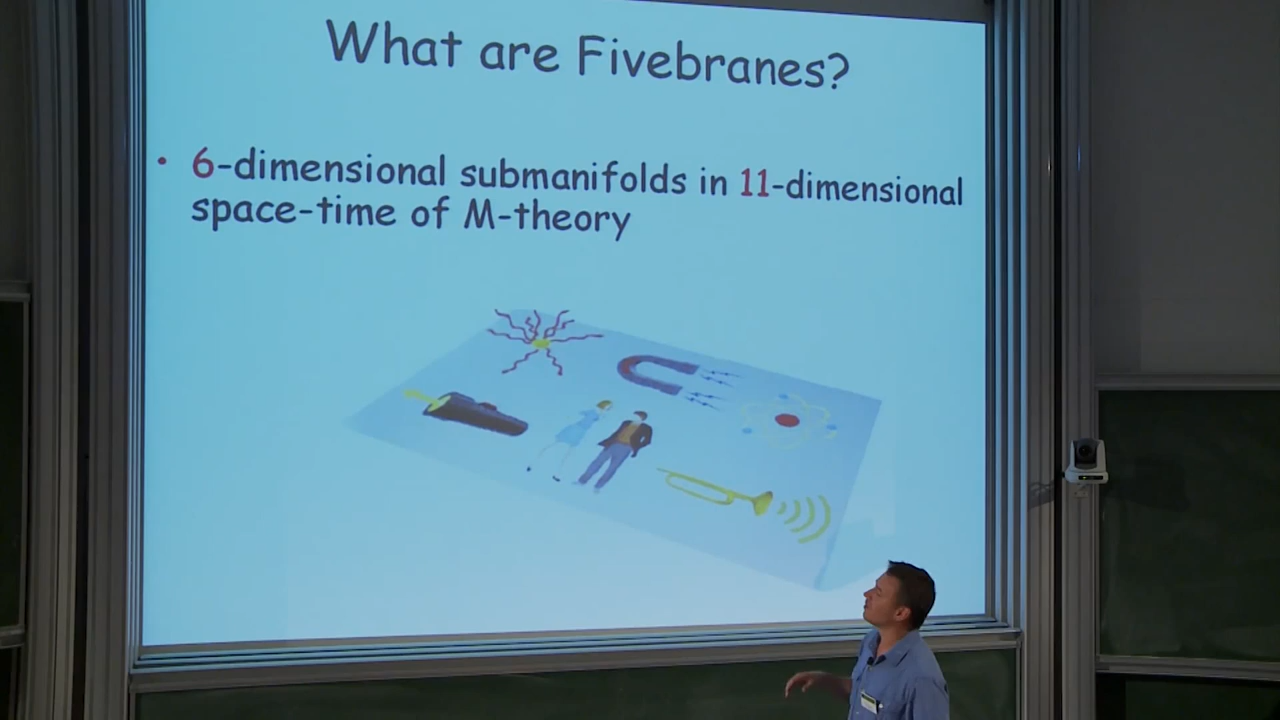 What are Fivebranes?
• 6-dimensional submanifolds in 11-dimensional
space-time of M-theory